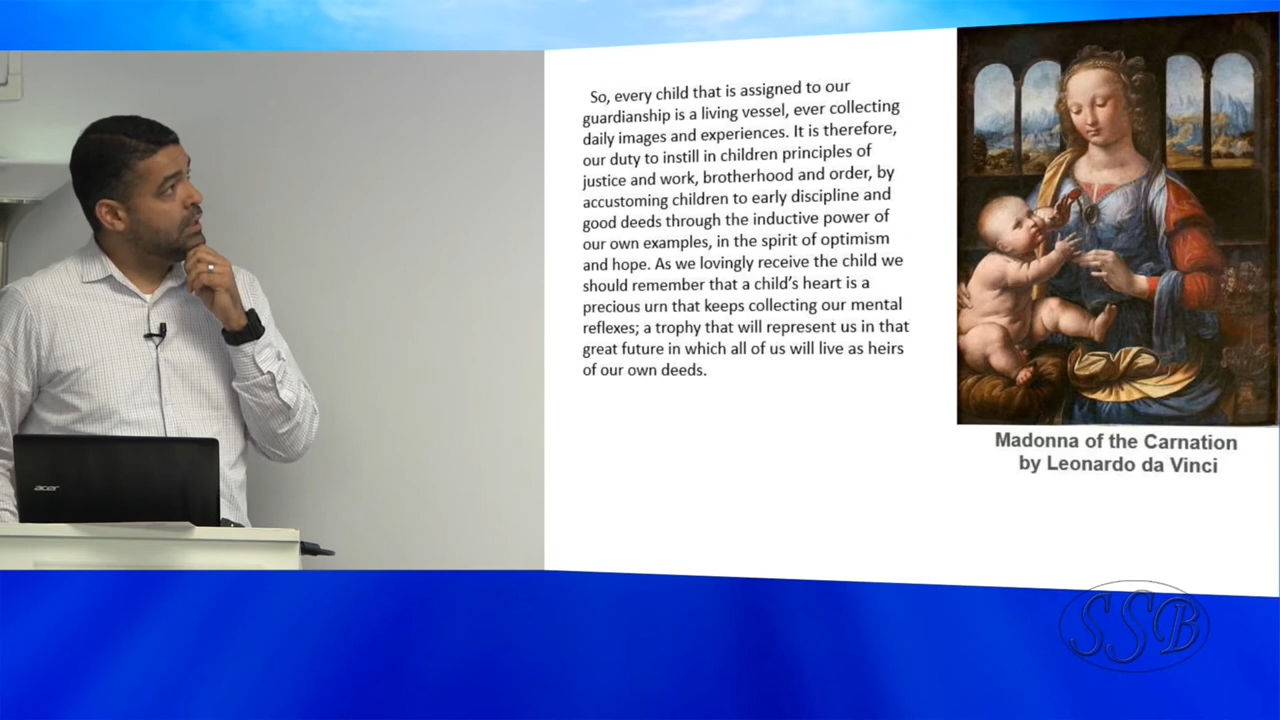 So, every child that is assigned to our
guardianship is a living vessel, ever collecting
daily images and experiences. It is therefore,
our duty to instill in children principles of
justice and work, brotherhood and order, by
accustoming children to early discipline and
good deeds through the inductive power of
our own examples, in the spirit of optimism
and hope. As we lovingly receive the child we
should remember that a child's heart is a
precious urn that keeps collecting our mental
reflexes; a trophy that will represent us in that
great future in which all of us will live as heirs
of our own deeds.
Madonna of the Carnation
by Leonardo da Vinci
acer
SSB